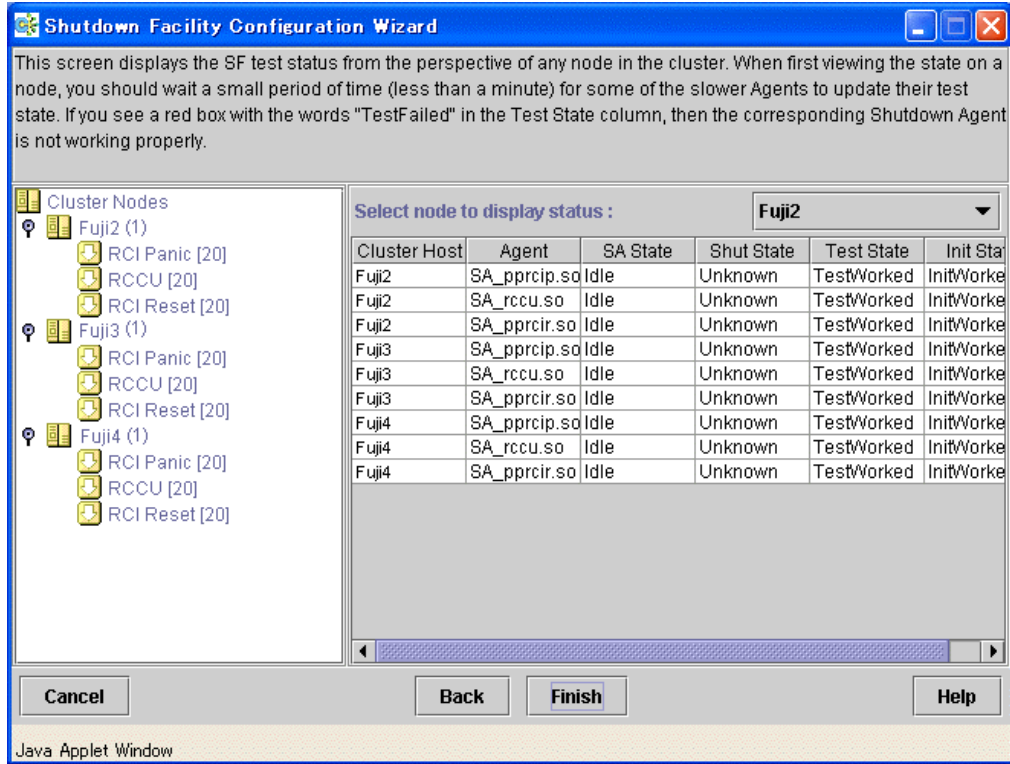 Shutdown Facility Configuration Wizard
This screen displays the SF test status from the perspective of any node in the cluster. When first viewing the state on a
node, you should wait a small period of time (less than a minute) for some of the slower Agents to update their test
state. If you see a red box with the words "TestFailed" in the Test State column, then the corresponding Shutdown Agent
is not working properly.
Cluster Nodes
Fuji2 (1)
RCI Panic [20]
RCCU [20]
RCI Reset [20]
Fuji3 (1)
RCI Panic [20]
RCCU [20]
RCI Reset [20]
Fuji4 (1)
RCI Panic [20]
RCCU [20]
RCI Reset [20]
Select node to display status : Fuji2
Cluster Host Agent SA State Shut State Test State Init Stat
Fuji2 SA_pprcip.so Idle Unknown TestWorked InitWorke
Fuji2 SA_rccu.so Idle Unknown TestWorked InitWorke
Fuji2 SA_pprcir.so Idle Unknown TestWorked InitWorke
Fuji3 SA_pprcip.so Idle Unknown TestWorked InitWorke
Fuji3 SA_rccu.so Idle Unknown TestWorked InitWorke
Fuji3 SA_pprcir.so Idle Unknown TestWorked InitWorke
Fuji4 SA_pprcip.so Idle Unknown TestWorked InitWorke
Fuji4 SA_rccu.so Idle Unknown TestWorked InitWorke
Fuji4 SA_pprcir.so Idle Unknown TestWorked InitWorke
Cancel Back Finish Help
Java Applet Window